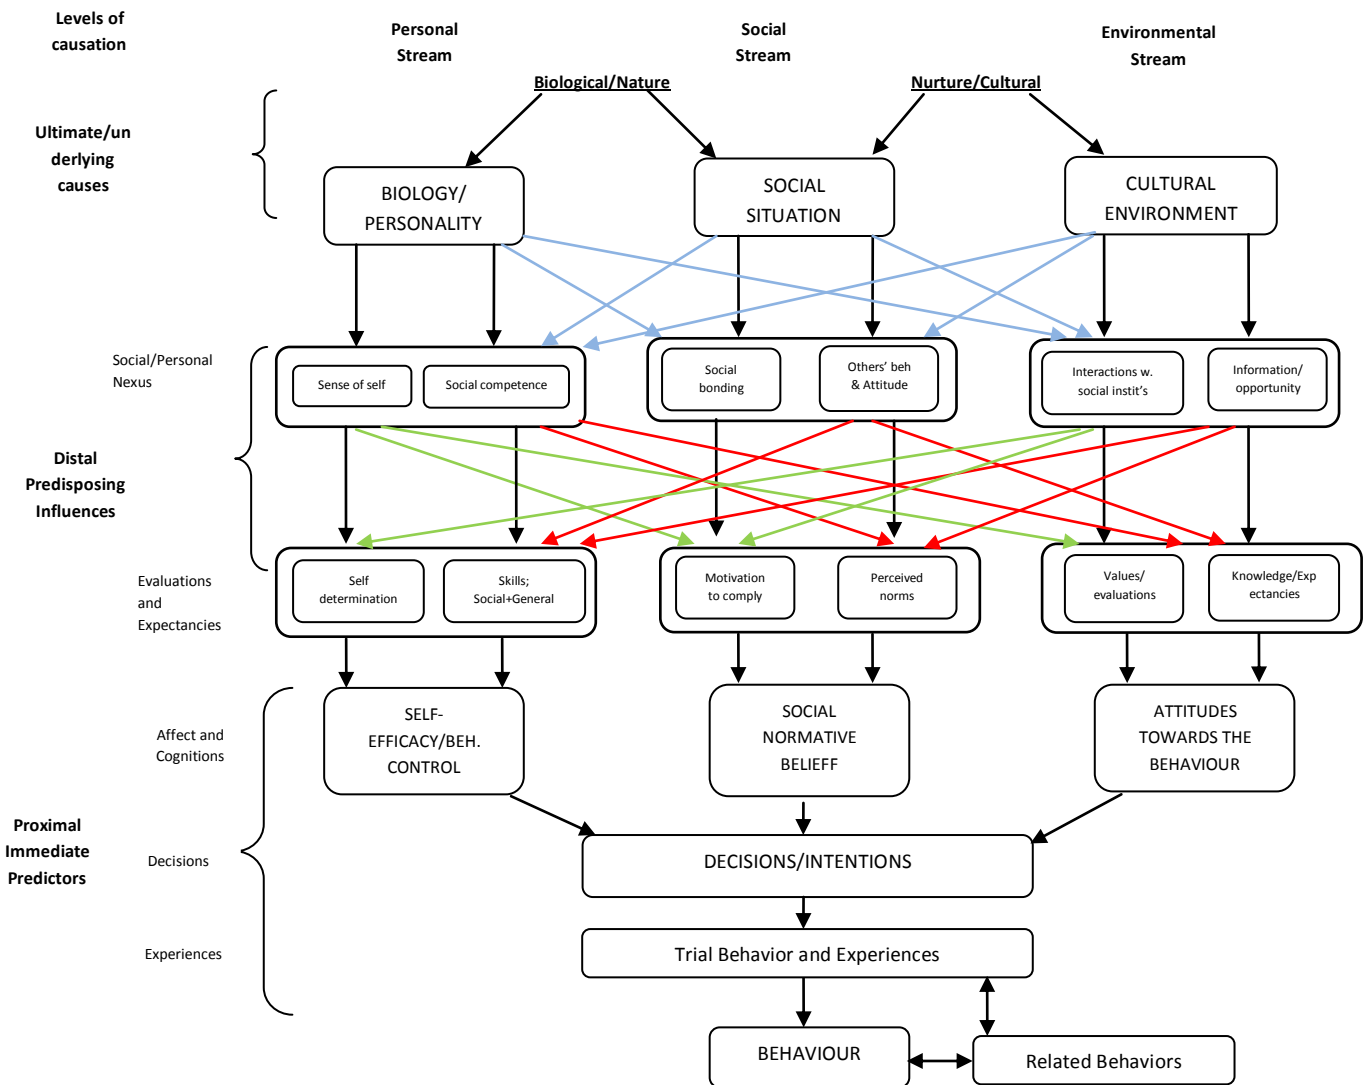 Levels of
causation
Personal
Stream
Social
Stream
Environmental
Stream
Biological/Nature
Nurture/Cultural
Ultimate/un
derlying
causes
BIOLOGY/
PERSONALITY
SOCIAL
SITUATION
CULTURAL
ENVIRONMENT
Social/Personal
Nexus
Sense of self
Social competence
Social
bonding
Others' beh
& Attitude
Interactions w.
social instit's
Information/
opportunity
Distal
Predisposing
Influences
Evaluations
and
Expectancies
Self
determination
Skills;
Social+General
Motivation
to comply
Perceived
norms
Values/
evaluations
Knowledge/Exp
ectancies
Affect and
Cognitions
SELF-
EFFICACY/BEH.
CONTROL
SOCIAL
NORMATIVE
BELIEFF
ATTITUDES
TOWARDS THE
BEHAVIOUR
Proximal
Immediate
Predictors
Decisions
DECISIONS/INTENTIONS
Experiences
Trial Behavior and Experiences
BEHAVIOUR
Related Behaviors